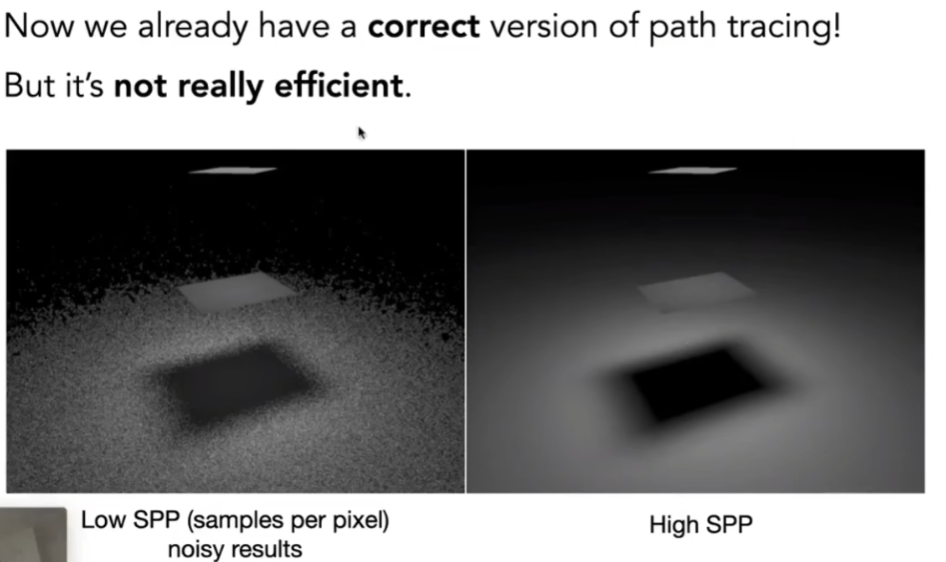 Now we already have a correct version of path tracing!
But it's not really efficient.
Low SPP (samples per pixel)
noisy results
High SPP